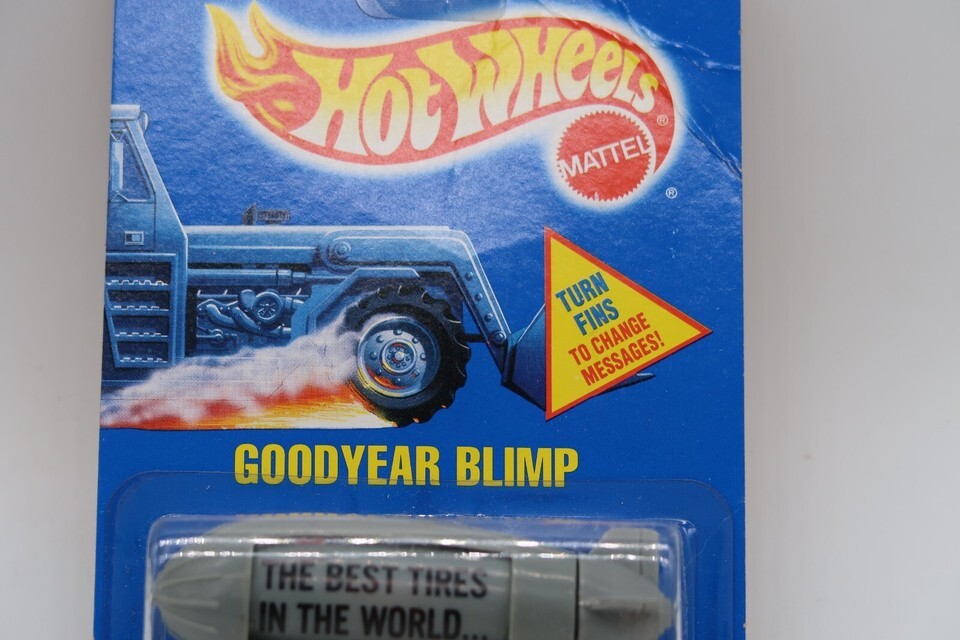 HOT WHEELS®
MATTEL
®
TURN
FINS
TO CHANGE
MESSAGES!
GOODYEAR BLIMP
THE BEST TIRES
IN THE WORLD...